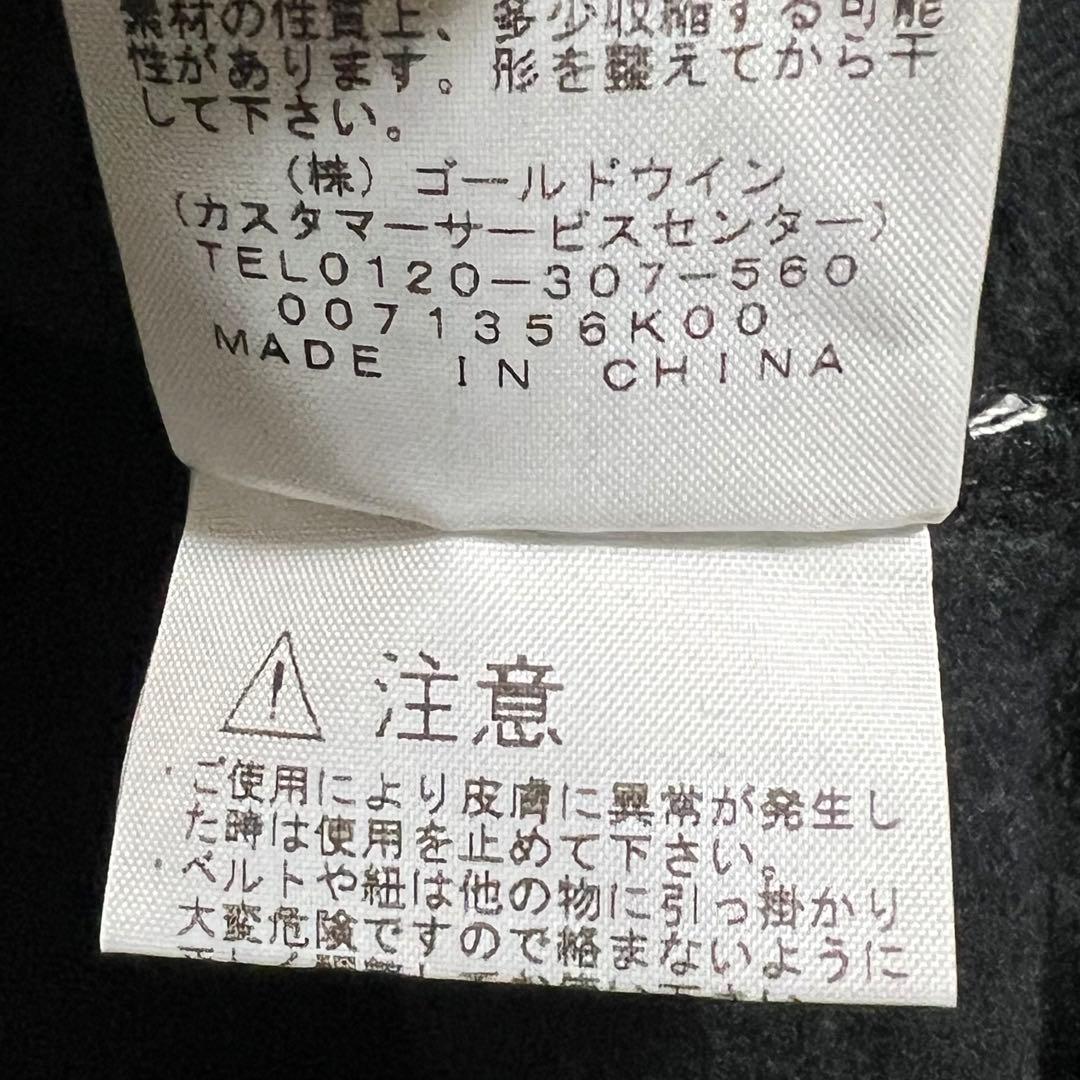 素材の性質上、多少収縮する可能
性があります。形を整えてから干
して下さい。
(株)ゴールドウイン
(カスタマーサービスセンター)
TEL0120-307-560
0071356K00
MADE IN CHINA
注意
・ご使用により皮膚に異常が発生し
た時は使用を止めて下さい。
・ベルトや紐は他の物に引っ掛かり
大変危険ですので絡まないように